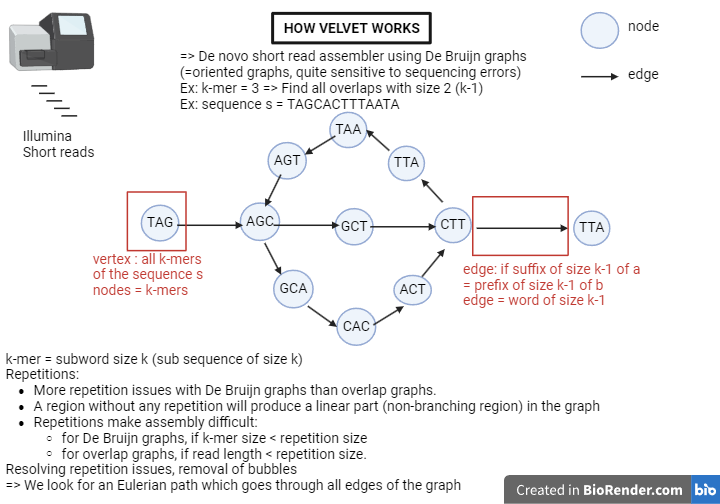 HOW VELVET WORKS
node
edge
=> De novo short read assembler using De Bruijn graphs
(=oriented graphs, quite sensitive to sequencing errors)
Ex: k-mer = 3 => Find all overlaps with size 2 (k-1)
Ex: sequence s = TAGCACTTTAATA
Illumina
Short reads
TAA
AGT
TTA
TAG
AGC
GCT
CTT
TTA
GCA
ACT
CAC
vertex : all k-mers
of the sequence s
nodes = k-mers
edge: if suffix of size k-1 of a
= prefix of size k-1 of b
edge = word of size k-1
k-mer = subword size k (sub sequence of size k)
Repetitions:
• More repetition issues with De Bruijn graphs than overlap graphs.
• A region without any repetition will produce a linear part (non-branching region) in the graph
• Repetitions make assembly difficult:
◦ for De Bruijn graphs, if k-mer size < repetition size
◦ for overlap graphs, if read length < repetition size.
Resolving repetition issues, removal of bubbles
=> We look for an Eulerian path which goes through all edges of the graph
Created in BioRender.com bio